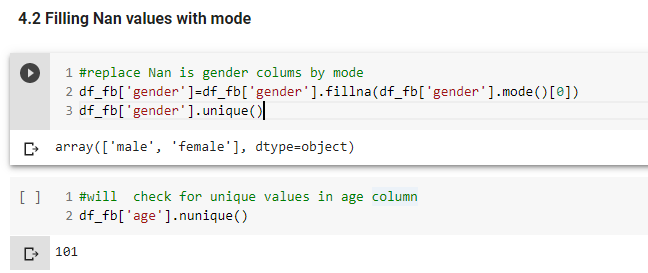 4.2 Filling Nan values with mode
1 #replace Nan is gender colums by mode
2 df_fb['gender']=df_fb['gender'].fillna(df_fb['gender'].mode()[0])
3 df_fb['gender'].unique()
array(['male', 'female'], dtype=object)
[ ] 1 #will  check for unique values in age column
2 df_fb['age'].nunique()
101